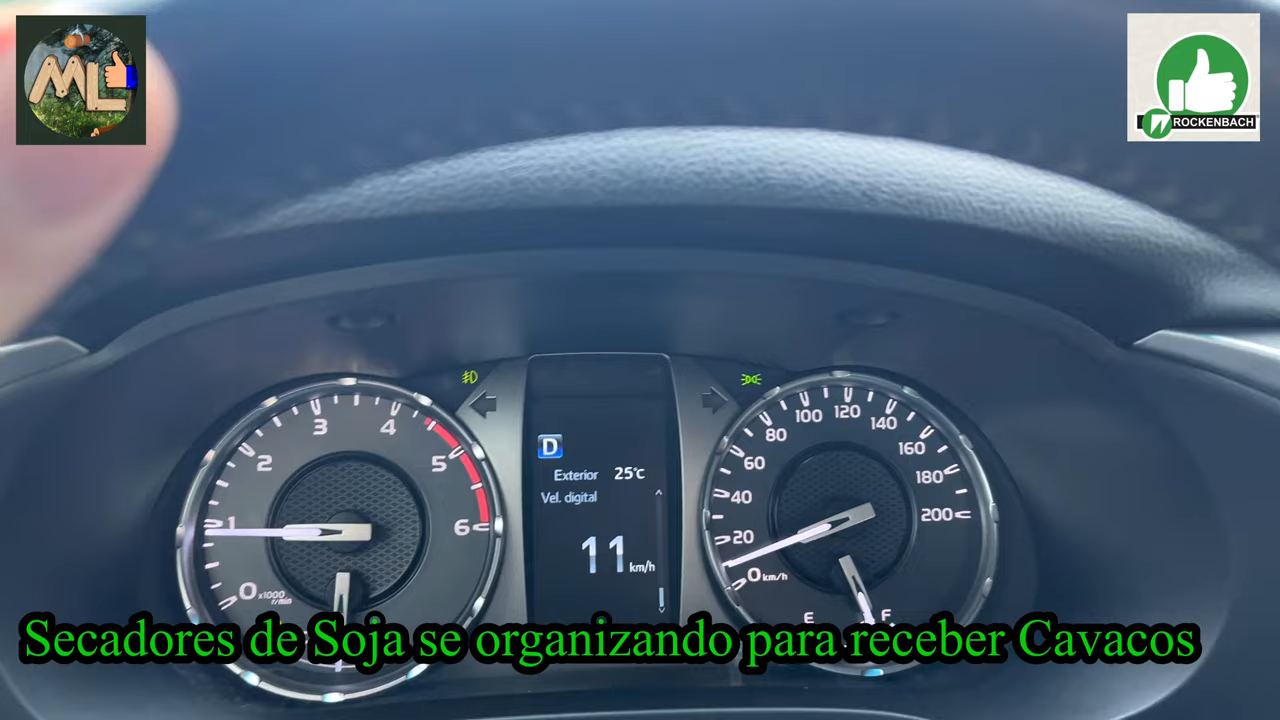 ML
ROCKENBACH
1
2
3
4
5
6
0 x1000
r/min
D
Exterior 25°C
Vel. digital
11 km/h
0 km/h
20
40
60
80
100
120
140
160
180
200
E F
Secadores de Soja se organizando para receber Cavacos